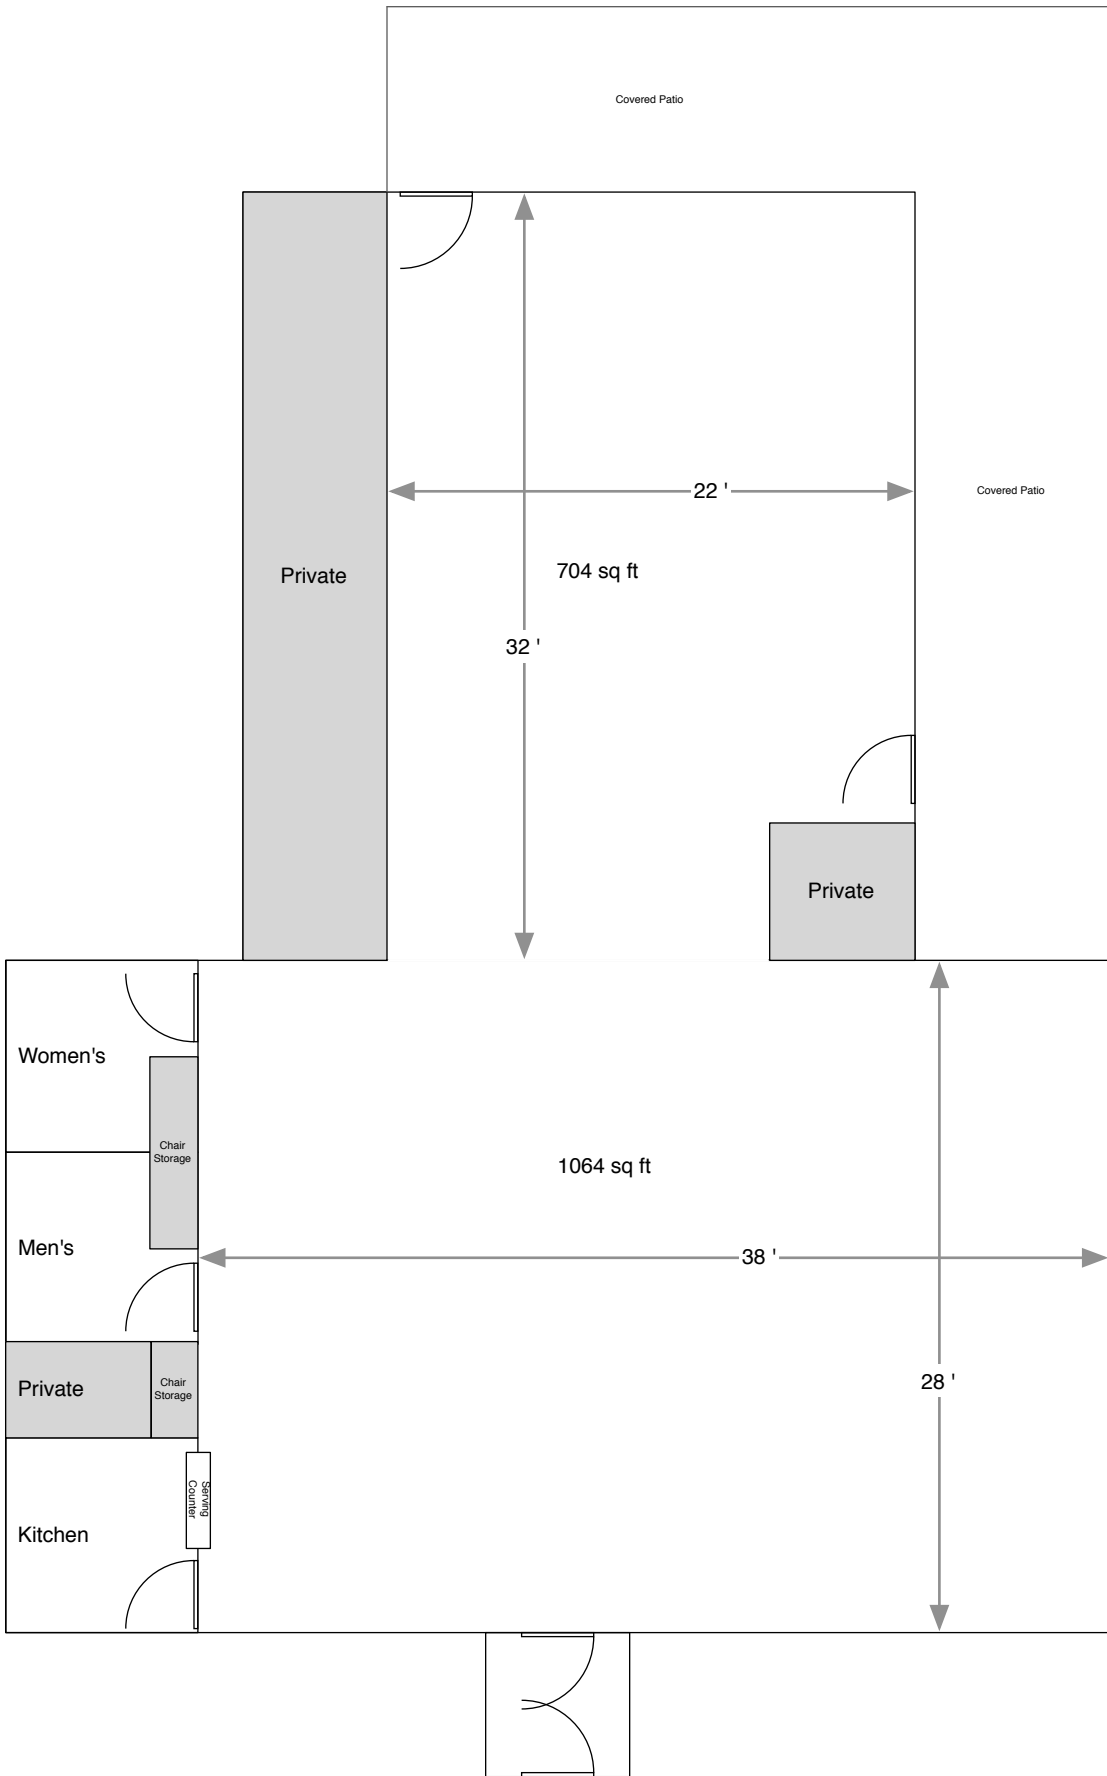 Covered Patio
22 '
Covered Patio
704 sq ft
Private
32 '
Private
Women's
Chair
Storage
1064 sq ft
Men's
38 '
28 '
Private
Chair
Storage
Serving
Counter
Kitchen